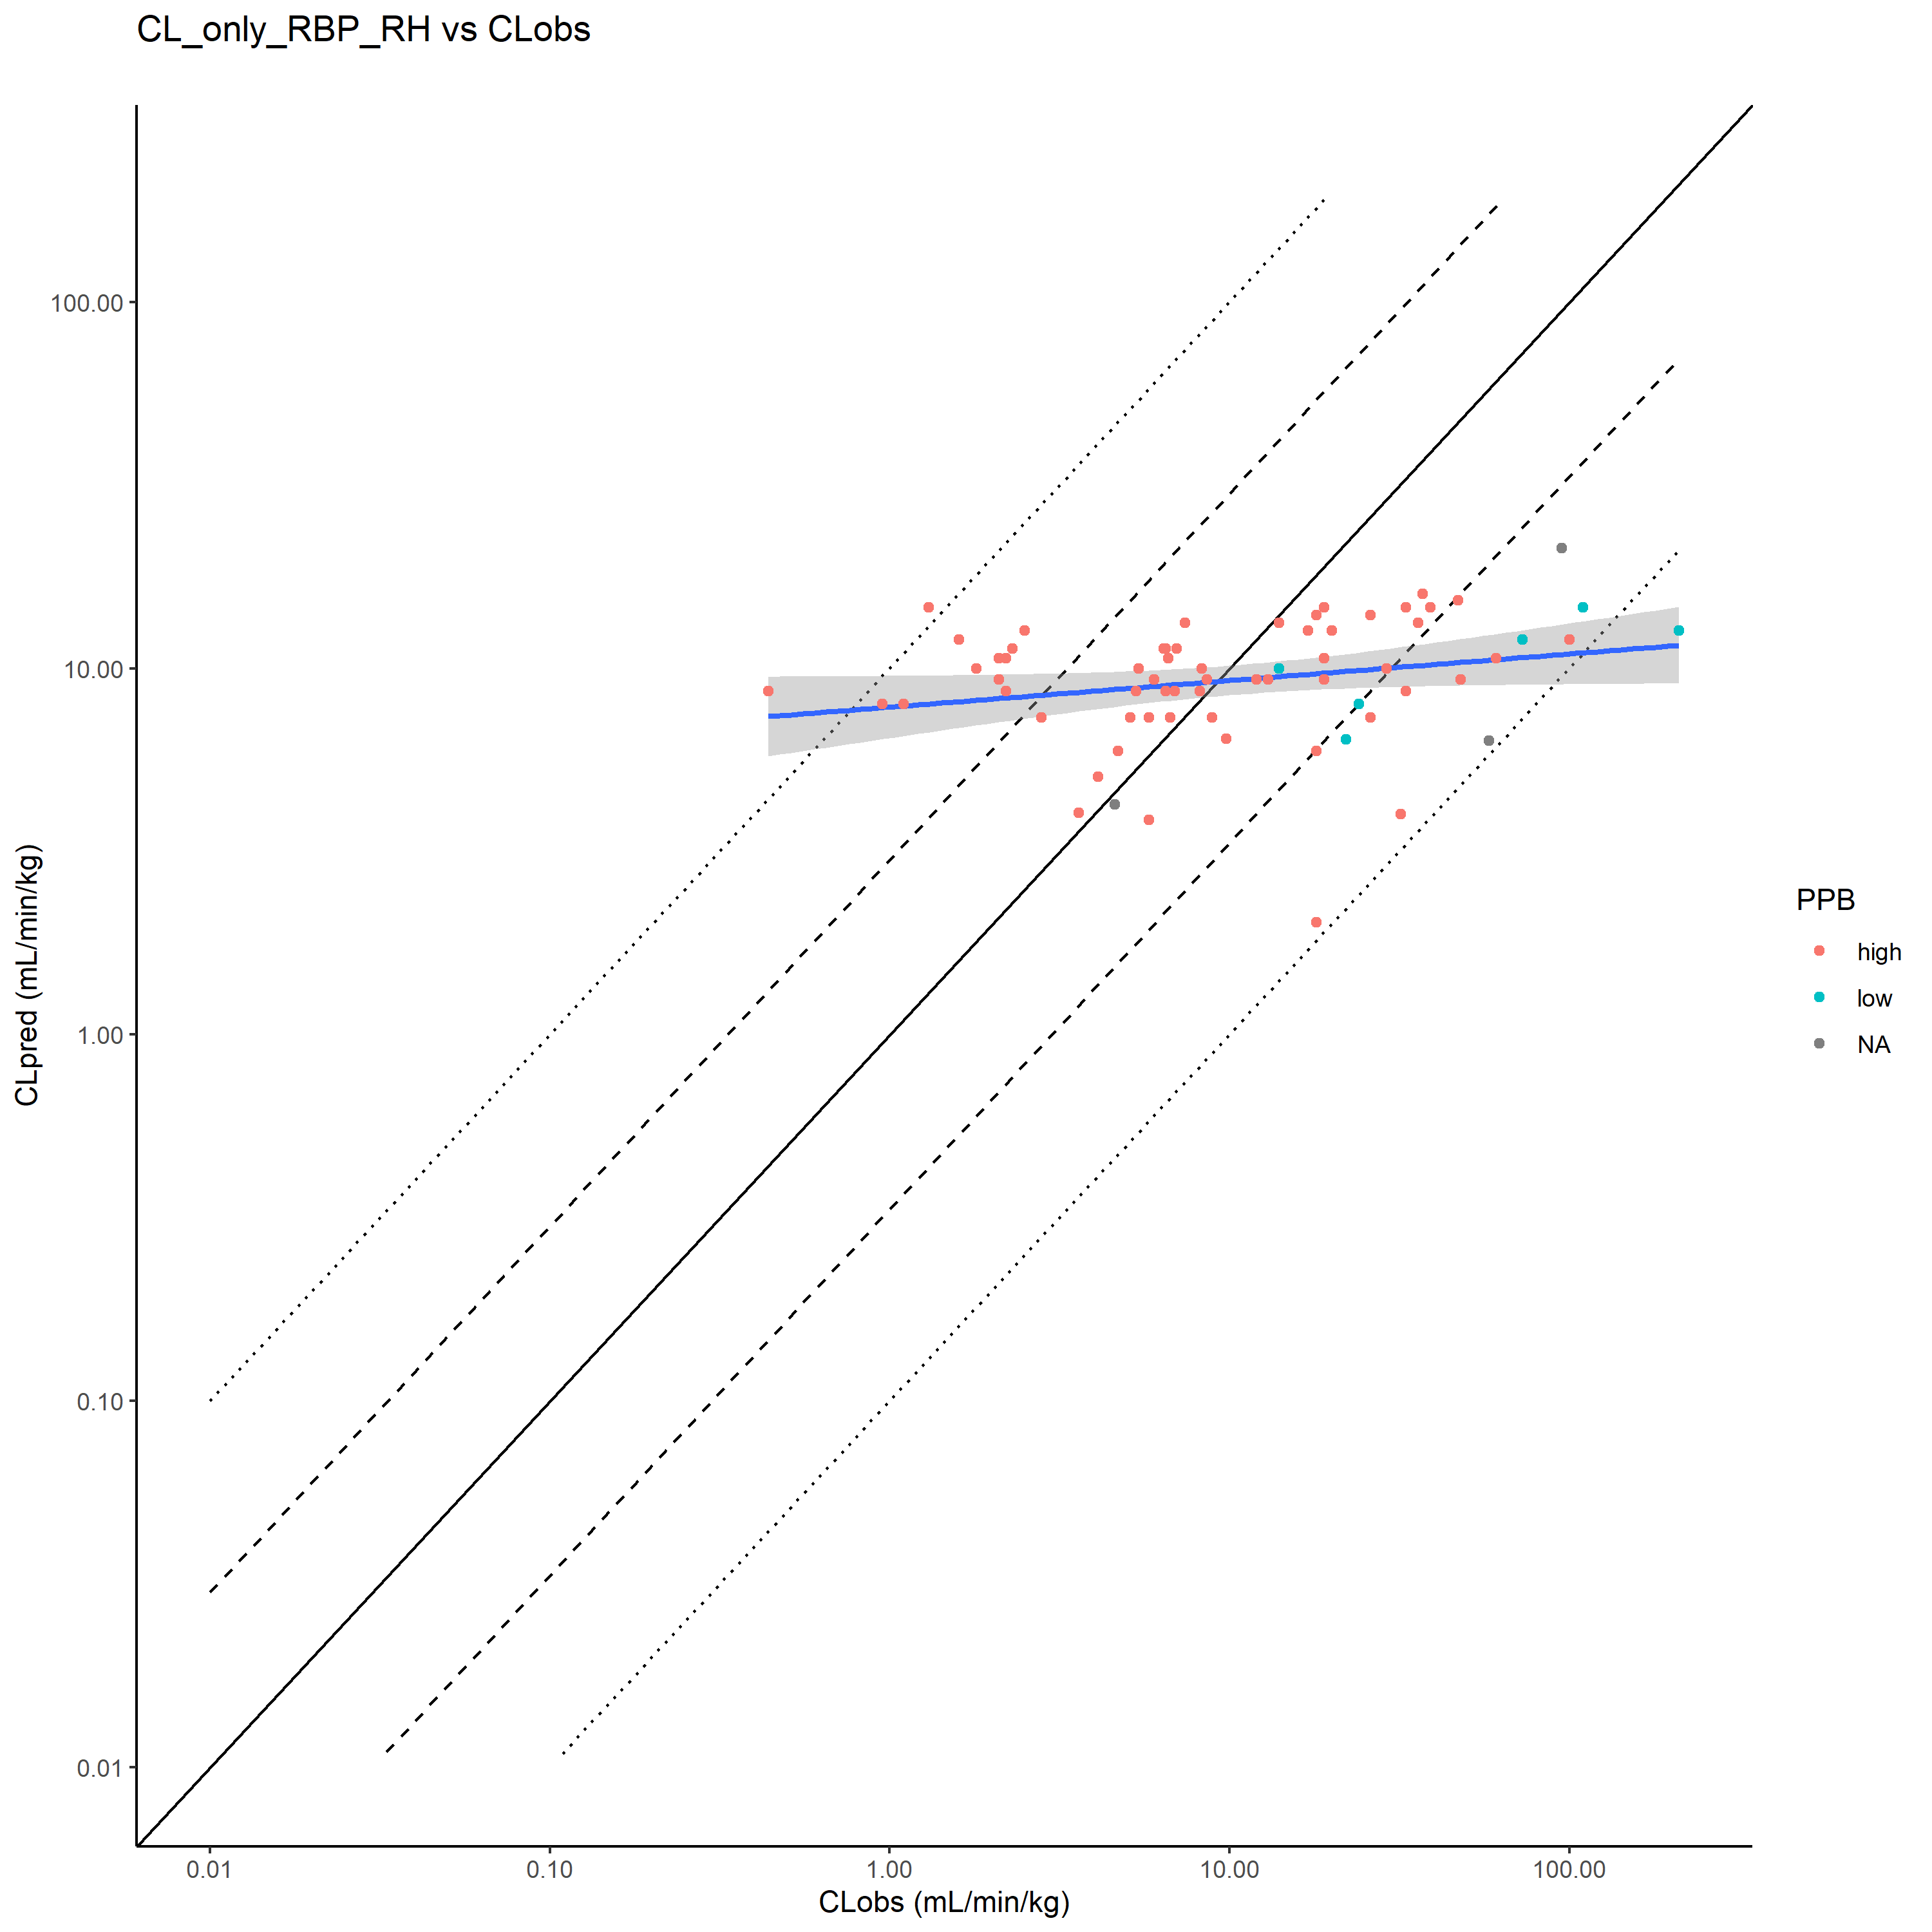 CL_only_RBP_RH vs CLobs
100.00
10.00
1.00
0.10
0.01
CLpred (mL/min/kg)
0.01
0.10
1.00
10.00
100.00
CLobs (mL/min/kg)
PPB
high
low
NA